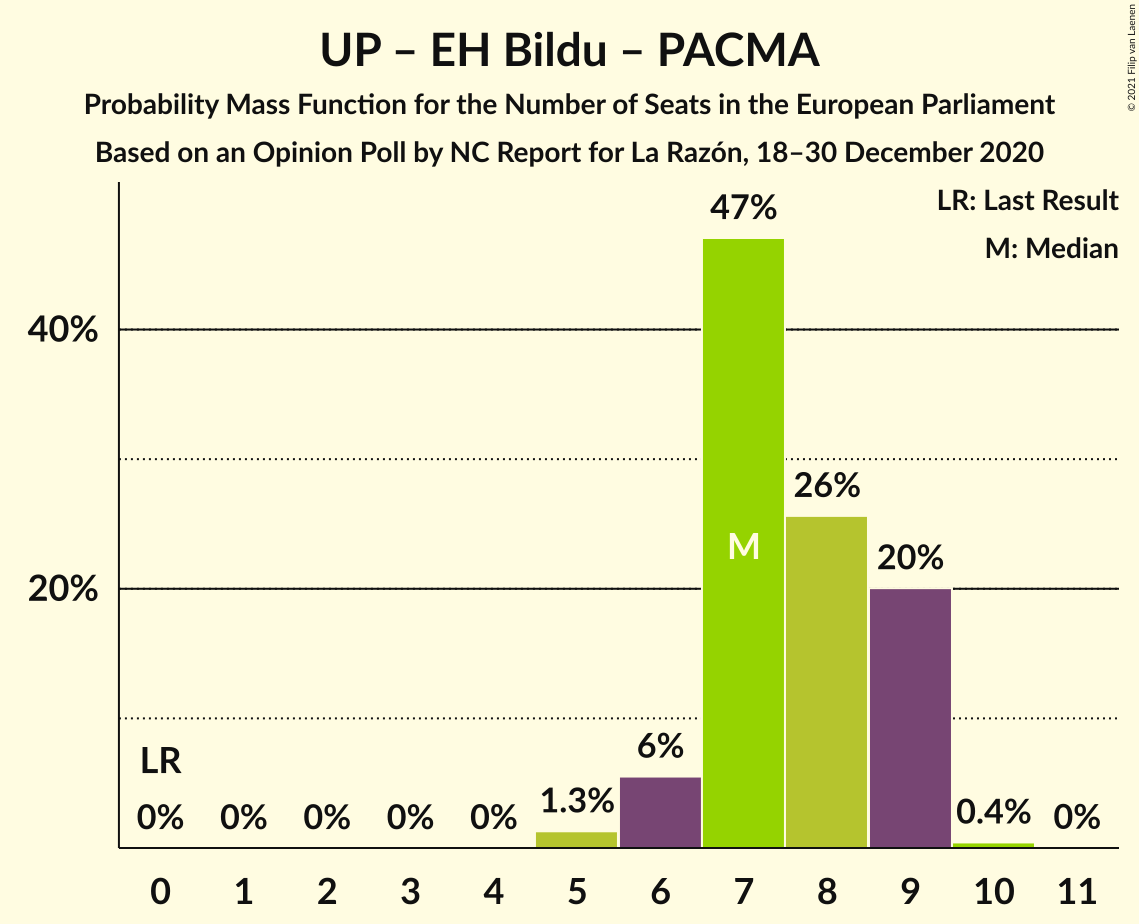 UP – EH Bildu – PACMA
Probability Mass Function for the Number of Seats in the European Parliament
Based on an Opinion Poll by NC Report for La Razón, 18–30 December 2020
© 2021 Filip van Laenen
LR: Last Result
M: Median
47%
40%
26%
M
20%
20%
LR
6%
0% 0% 0% 0% 0% 1.3% 0.4% 0%
0 1 2 3 4 5 6 7 8 9 10 11